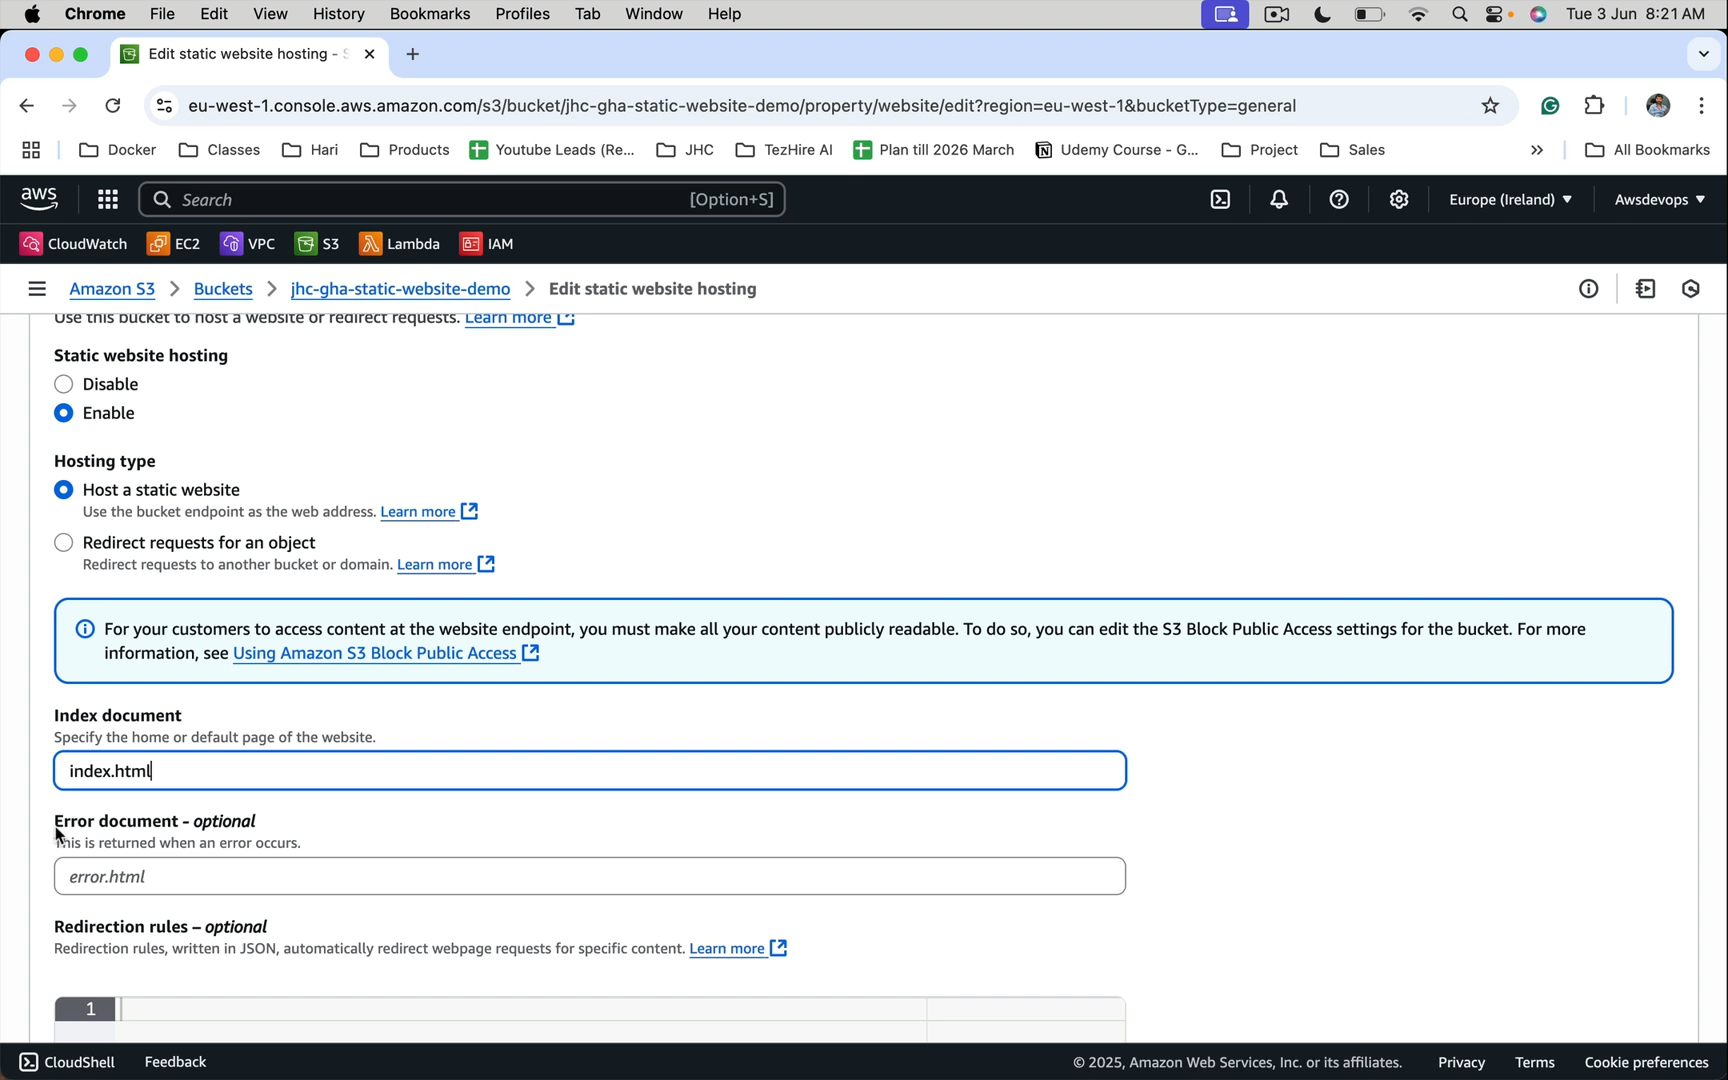 Chrome File Edit View History Bookmarks Profiles Tab Window Help Tue 3 Jun 8:21 AM
Edit static website hosting - S
eu-west-1.console.aws.amazon.com/s3/bucket/jhc-gha-static-website-demo/property/website/edit?region=eu-west-1&bucketType=general
Docker Classes Hari Products Youtube Leads (Re... JHC TezHire AI Plan till 2026 March Udemy Course - G... Project Sales » All Bookmarks
aws Search [Option+S] Europe (Ireland) Awsdevops
CloudWatch EC2 VPC S3 Lambda IAM
Amazon S3 Buckets jhc-gha-static-website-demo Edit static website hosting
Use this bucket to host a website or redirect requests. Learn more
Static website hosting
Disable
Enable
Hosting type
Host a static website
Use the bucket endpoint as the web address. Learn more
Redirect requests for an object
Redirect requests to another bucket or domain. Learn more
For your customers to access content at the website endpoint, you must make all your content publicly readable. To do so, you can edit the S3 Block Public Access settings for the bucket. For more
information, see Using Amazon S3 Block Public Access
Index document
Specify the home or default page of the website.
index.html
Error document - optional
This is returned when an error occurs.
error.html
Redirection rules – optional
Redirection rules, written in JSON, automatically redirect webpage requests for specific content. Learn more
1
CloudShell Feedback © 2025, Amazon Web Services, Inc. or its affiliates. Privacy Terms Cookie preferences